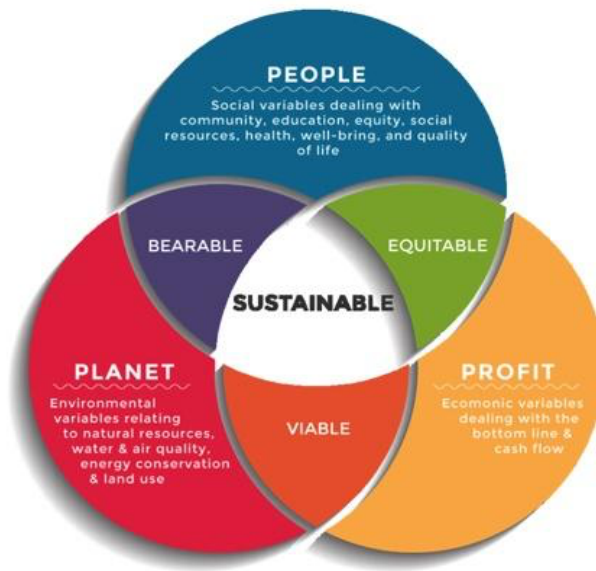 PEOPLE
Social variables dealing with
community, education, equity, social
resources, health, well-bring, and quality
of life
BEARABLE
EQUITABLE
SUSTAINABLE
PLANET
Environmental
variables relating
to natural resources,
water & air quality,
energy conservation
& land use
VIABLE
PROFIT
Ecomonic variables
dealing with the
bottom line &
cash flow